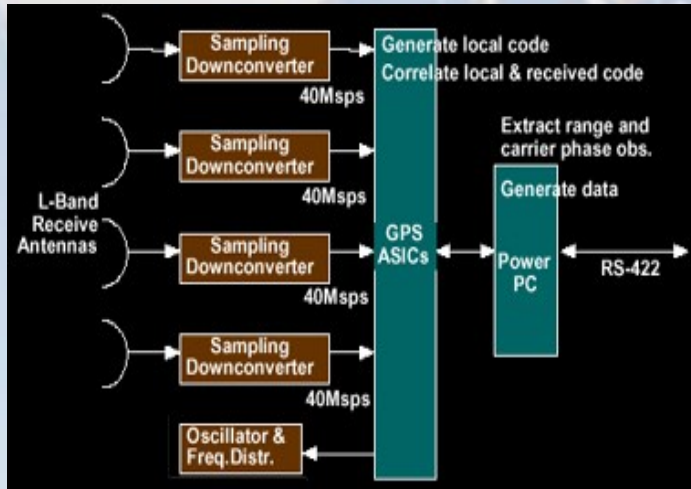 Sampling
Downconverter
40Msps
Generate local code
Correlate local & received code
Sampling
Downconverter
40Msps
Extract range and
carrier phase obs.
Generate data
L-Band
Receive
Antennas
Sampling
Downconverter
40Msps
GPS
ASICs
Power
PC
RS-422
Sampling
Downconverter
40Msps
Oscillator &
Freq.Distr.